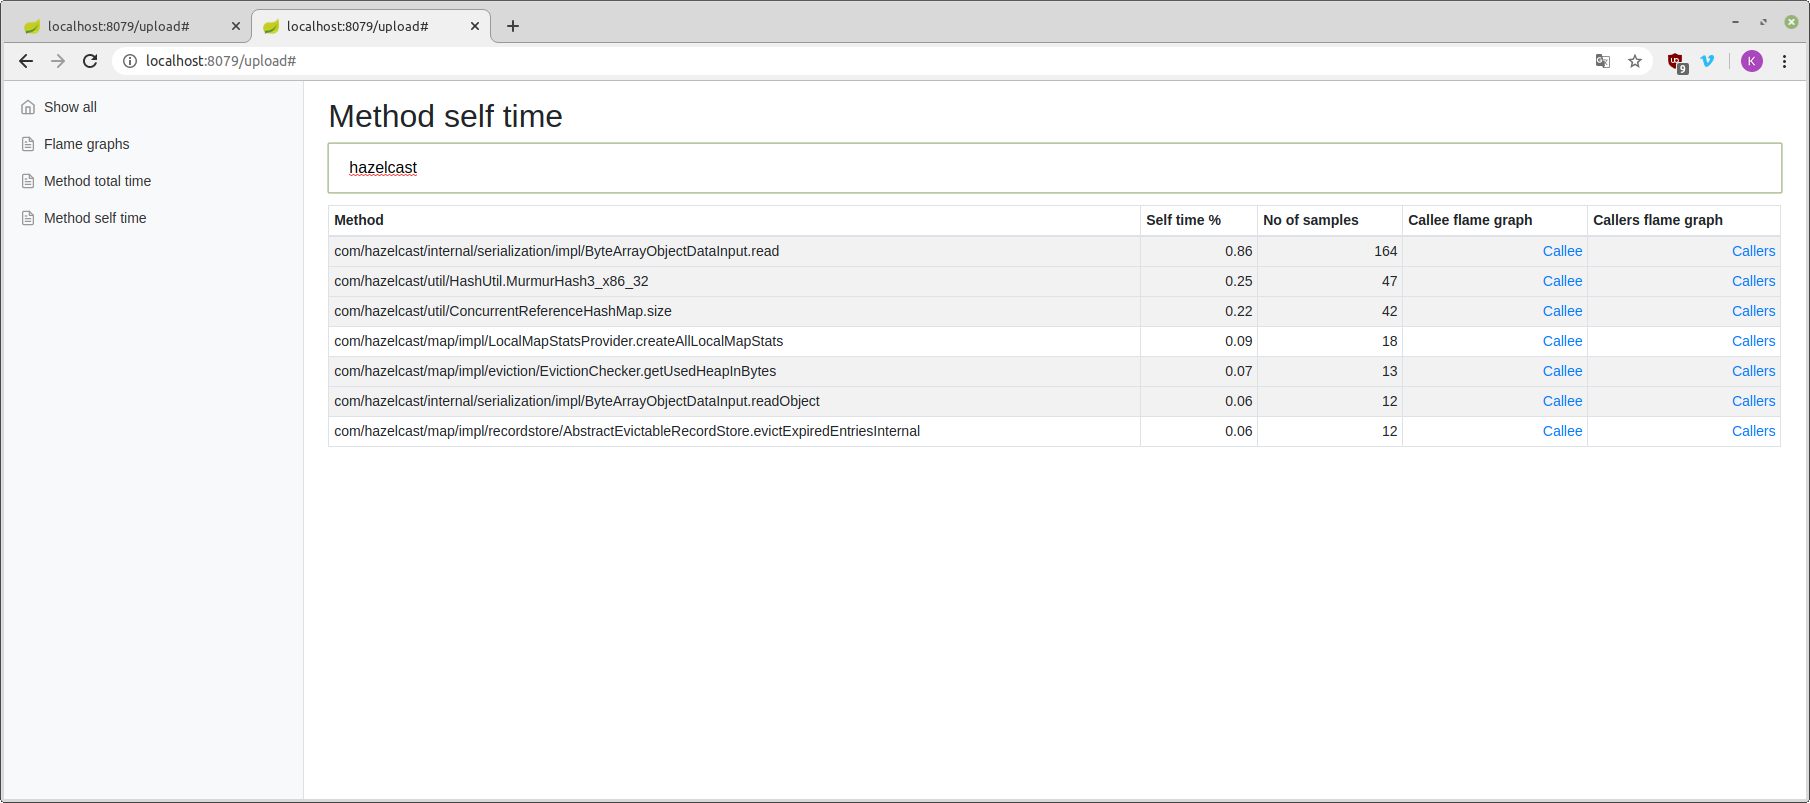 localhost:8079/upload# localhost:8079/upload#
localhost:8079/upload# 9 K
Show all
Flame graphs
Method total time
Method self time
Method self time
hazelcast
Method Self time % No of samples Callee flame graph Callers flame graph
com/hazelcast/internal/serialization/impl/ByteArrayObjectDataInput.read 0.86 164 Callee Callers
com/hazelcast/util/HashUtil.MurmurHash3_x86_32 0.25 47 Callee Callers
com/hazelcast/util/ConcurrentReferenceHashMap.size 0.22 42 Callee Callers
com/hazelcast/map/impl/LocalMapStatsProvider.createAllLocalMapStats 0.09 18 Callee Callers
com/hazelcast/map/impl/eviction/EvictionChecker.getUsedHeapInBytes 0.07 13 Callee Callers
com/hazelcast/internal/serialization/impl/ByteArrayObjectDataInput.readObject 0.06 12 Callee Callers
com/hazelcast/map/impl/recordstore/AbstractEvictableRecordStore.evictExpiredEntriesInternal 0.06 12 Callee Callers